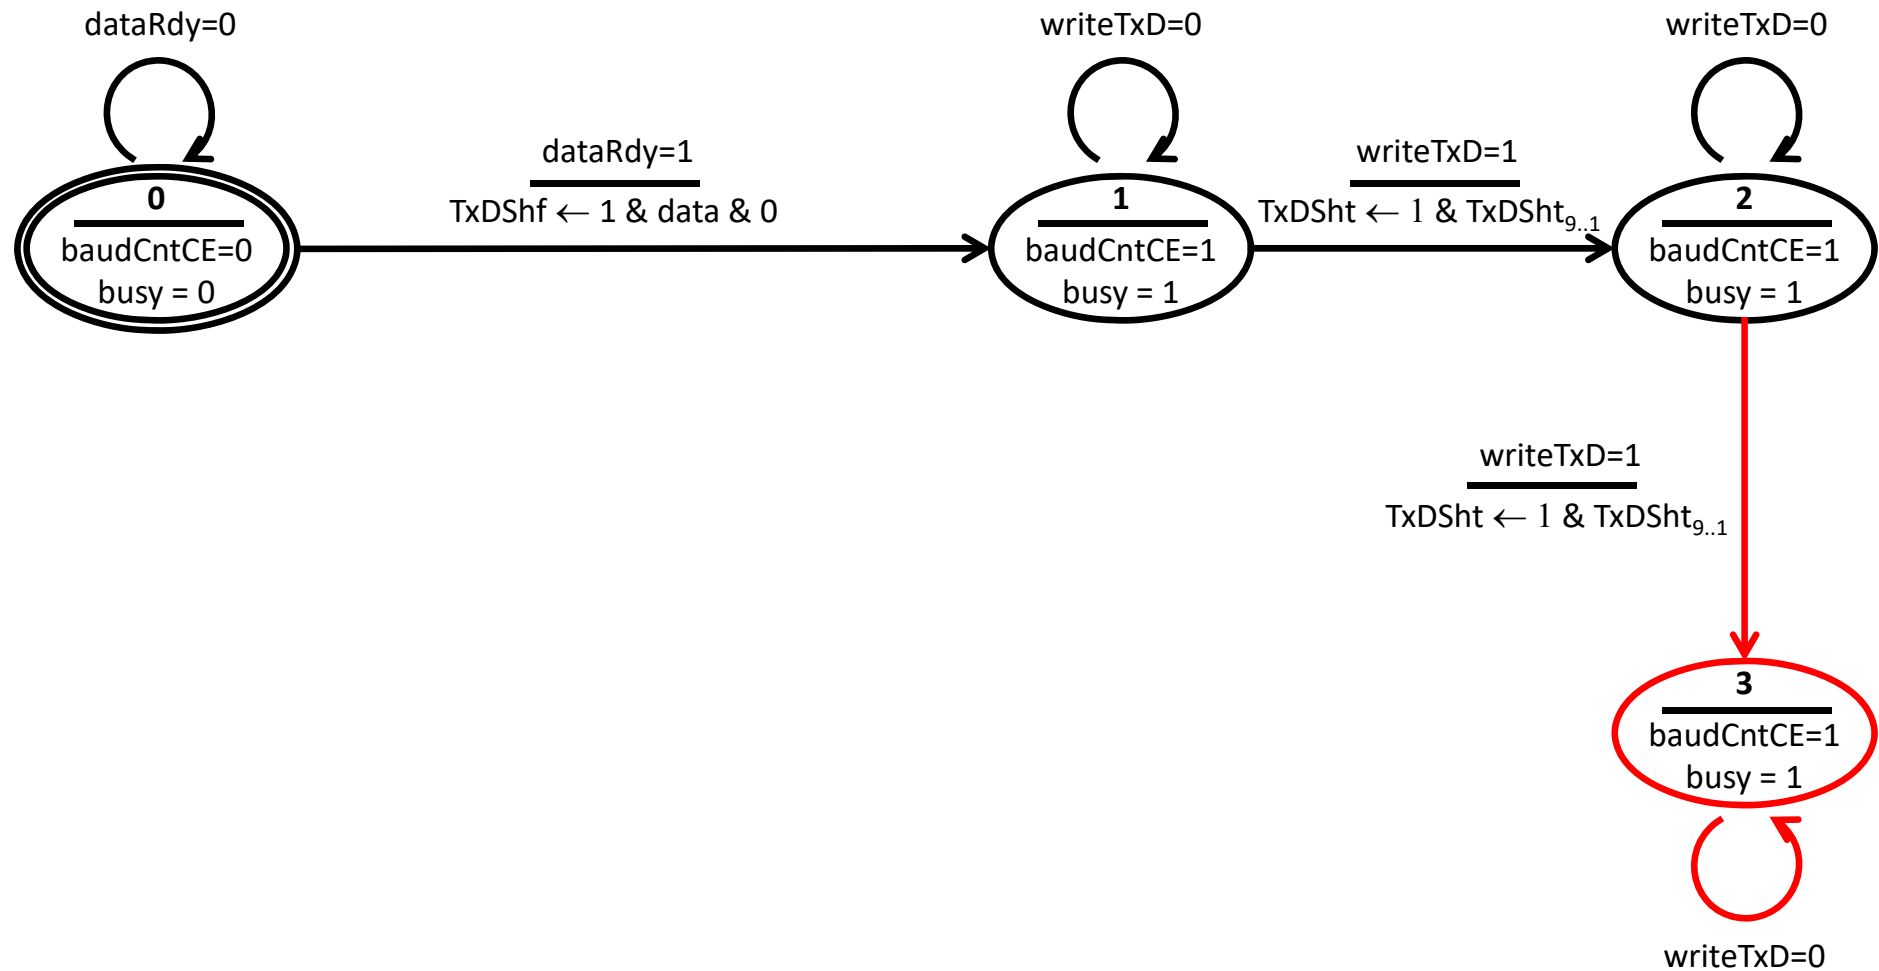 dataRdy=0
writeTxD=0
writeTxD=0
dataRdy=1
TxDShf ← 1 & data & 0
writeTxD=1
TxDSht ← 1 & TxDSht9..1
0
baudCntCE=0
busy = 0
1
baudCntCE=1
busy = 1
2
baudCntCE=1
busy = 1
writeTxD=1
TxDSht ← 1 & TxDSht9..1
3
baudCntCE=1
busy = 1
writeTxD=0